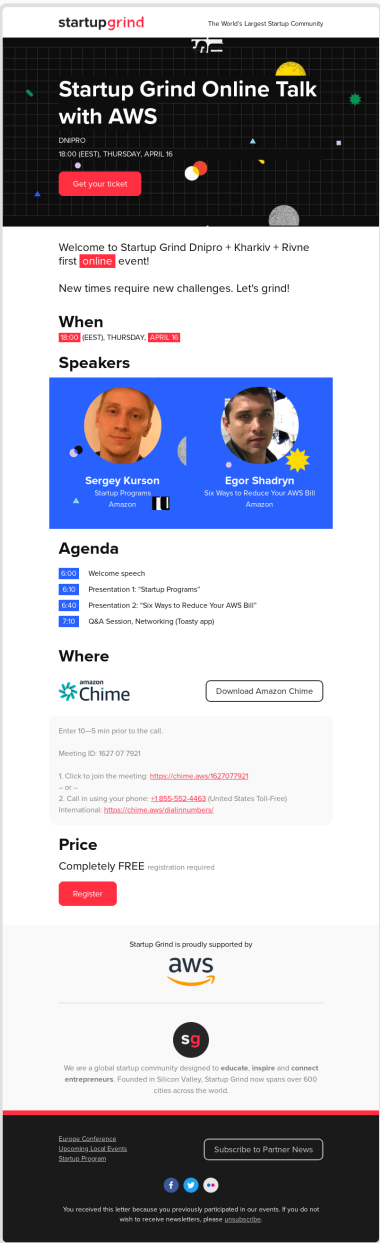 startupgrind
The World's Largest Startup Community
Startup Grind Online Talk
with AWS
DNIPRO
18:00 (EEST), THURSDAY, APRIL 16
Get your ticket
Welcome to Startup Grind Dnipro + Kharkiv + Rivne
first online event!
New times require new challenges. Let's grind!
When
18:00 (EEST), THURSDAY, APRIL 16
Speakers
Sergey Kurson
Startup Programs
Amazon
Egor Shadryn
Six Ways to Reduce Your AWS Bill
Amazon
Agenda
6:00 Welcome speech
6:10 Presentation 1: "Startup Programs"
6:40 Presentation 2: "Six Ways to Reduce Your AWS Bill"
7:10 Q&A Session, Networking (Toasty app)
Where
amazon
Chime
Download Amazon Chime
Enter 10—5 min prior to the call.
Meeting ID: 1627 07 7921
1. Click to join the meeting: https://chime.aws/1627077921
– or –
2. Call in using your phone: +1 855-552-4463 (United States Toll-Free)
International: https://chime.aws/dialinnumbers/
Price
Completely FREE registration required
Register
Startup Grind is proudly supported by
aws
sg
We are a global startup community designed to educate, inspire and connect
entrepreneurs. Founded in Silicon Valley, Startup Grind now spans over 600
cities across the world.
Europe Conference
Upcoming Local Events
Startup Program
Subscribe to Partner News
You received this letter because you previously participated in our events. If you do not
wish to receive newsletters, please unsubscribe.